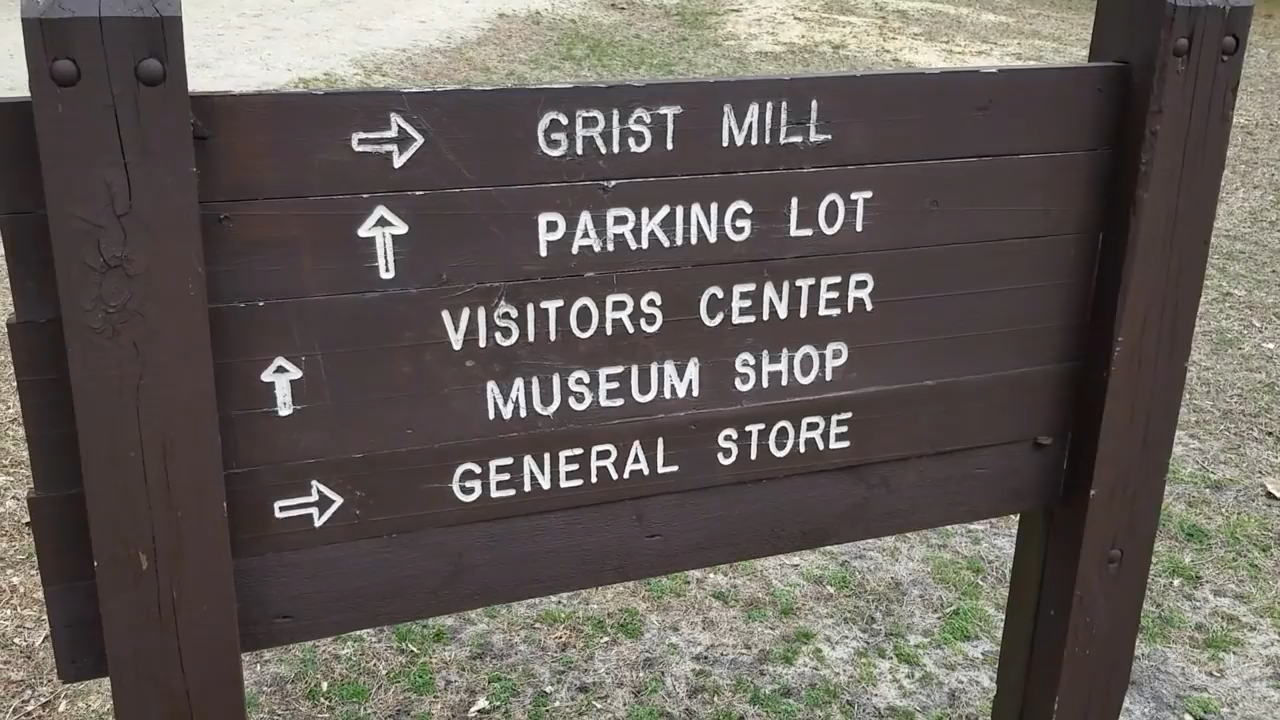 GRIST MILL
PARKING LOT
VISITORS CENTER
MUSEUM SHOP
GENERAL STORE